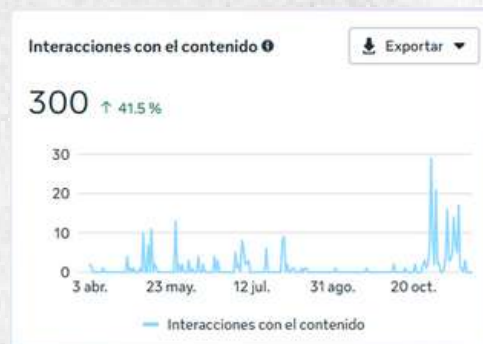 Interacciones con el contenido
Exportar
300 ↑ 41.5 %
30
20
10
0
3 abr. 23 may. 12 jul. 31 ago. 20 oct.
Interacciones con el contenido